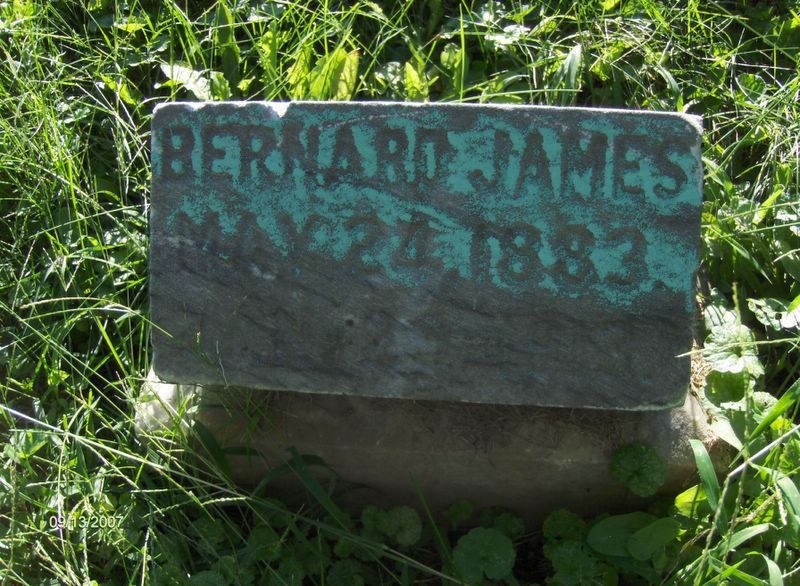 BERNARD JAMES
MAY 24, 1883.
09/13/2007